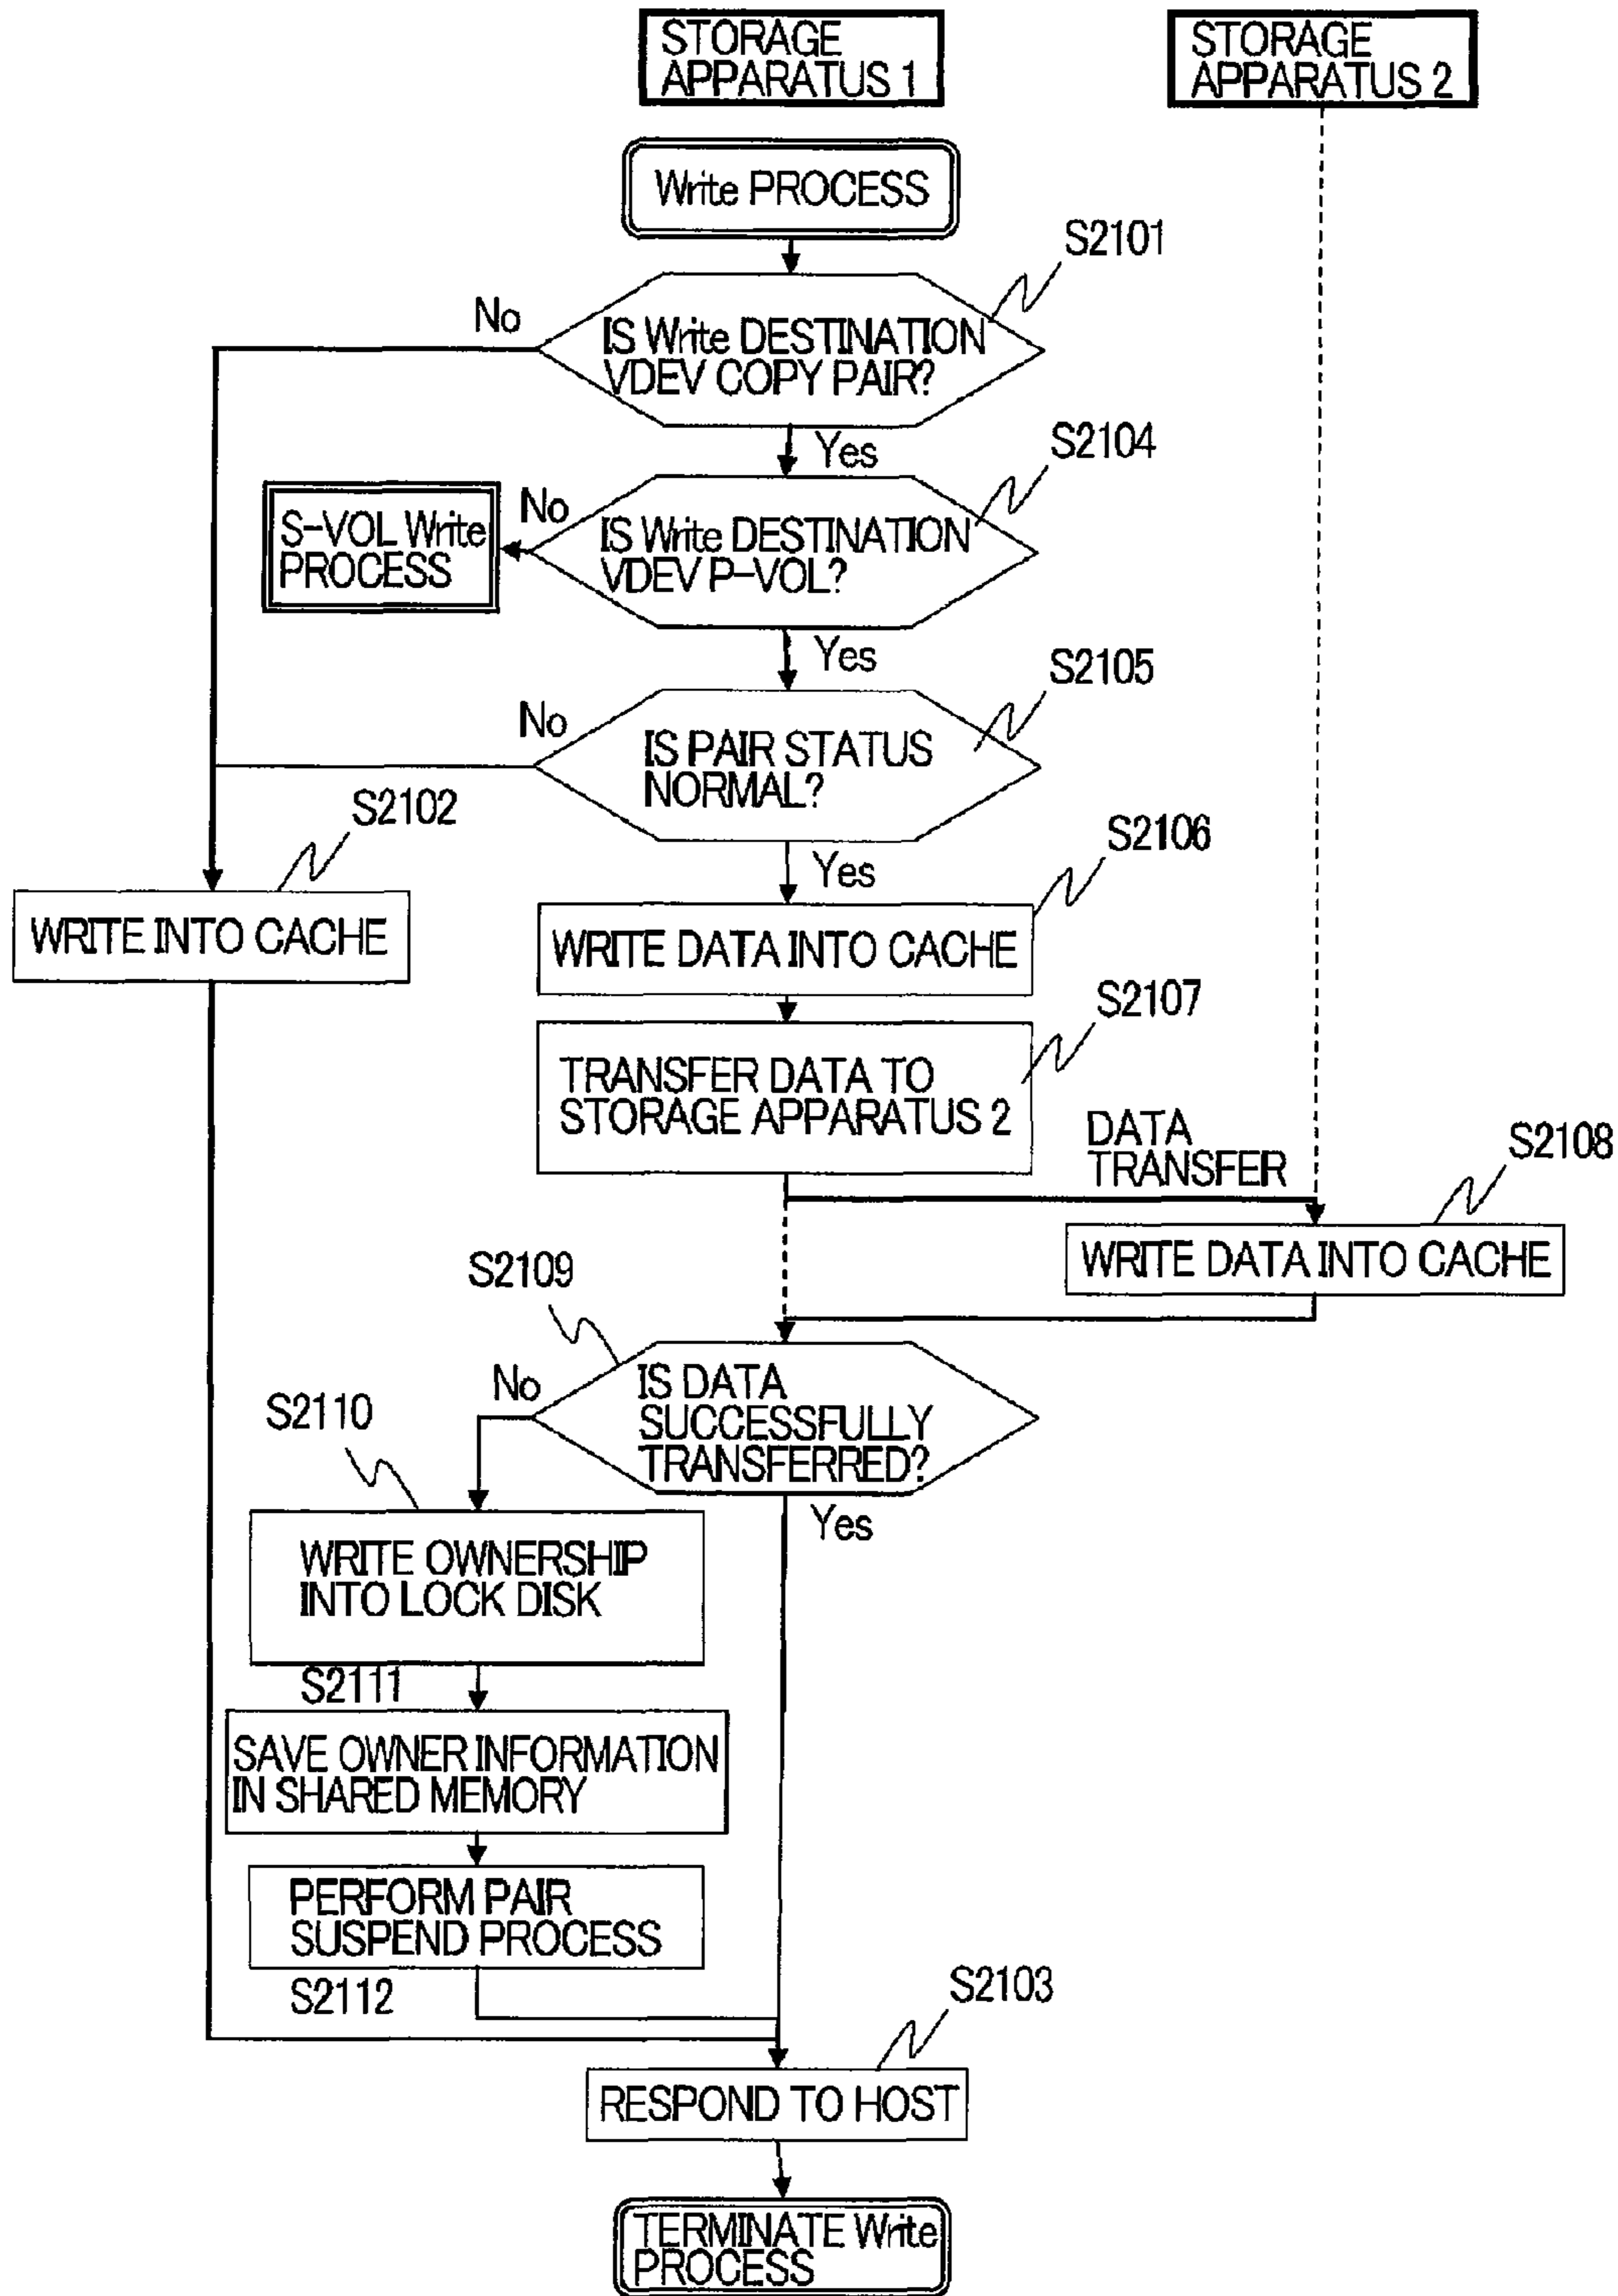 STORAGE
APPARATUS 1
STORAGE
APPARATUS 2
Write PROCESS
S2101
No
IS Write DESTINATION
VDEV COPY PAIR?
Yes
S2104
No
S-VOL Write
PROCESS
IS Write DESTINATION
VDEV P-VOL?
Yes
S2105
No
IS PAIR STATUS
NORMAL?
S2102
Yes
S2106
WRITE INTO CACHE
WRITE DATA INTO CACHE
S2107
TRANSFER DATA TO
STORAGE APPARATUS 2
DATA
TRANSFER
S2108
WRITE DATA INTO CACHE
S2109
No
IS DATA
SUCCESSFULLY
TRANSFERRED?
S2110
Yes
WRITE OWNERSHIP
INTO LOCK DISK
S2111
SAVE OWNER INFORMATION
IN SHARED MEMORY
PERFORM PAIR
SUSPEND PROCESS
S2112
S2103
RESPOND TO HOST
TERMINATE Write
PROCESS